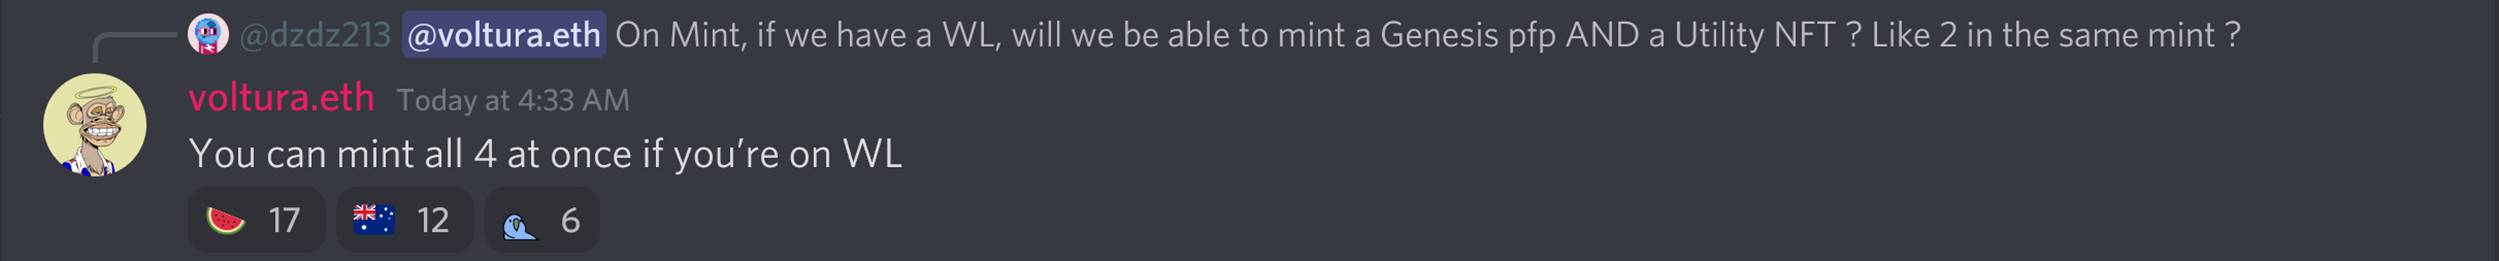 @dzdz213 @voltura.eth On Mint, if we have a WL, will we be able to mint a Genesis pfp AND a Utility NFT ? Like 2 in the same mint ?
voltura.eth Today at 4:33 AM
You can mint all 4 at once if you’re on WL
17 12 6